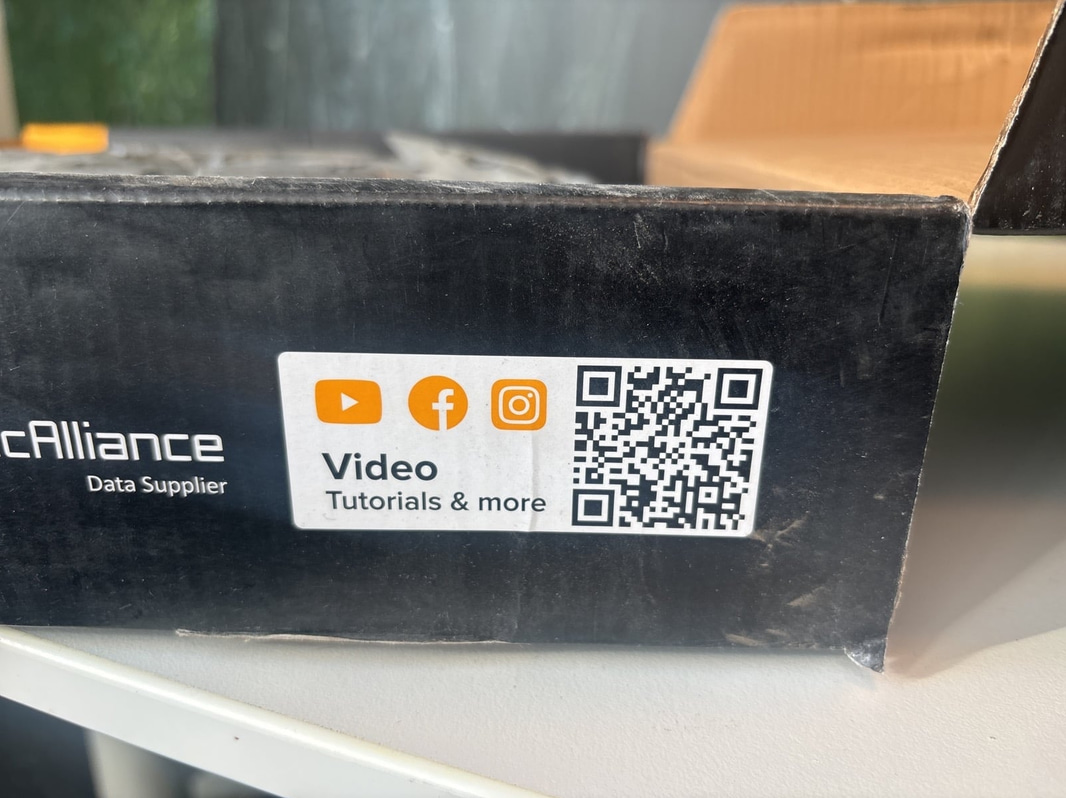 cAlliance
Data Supplier
Video
Tutorials & more